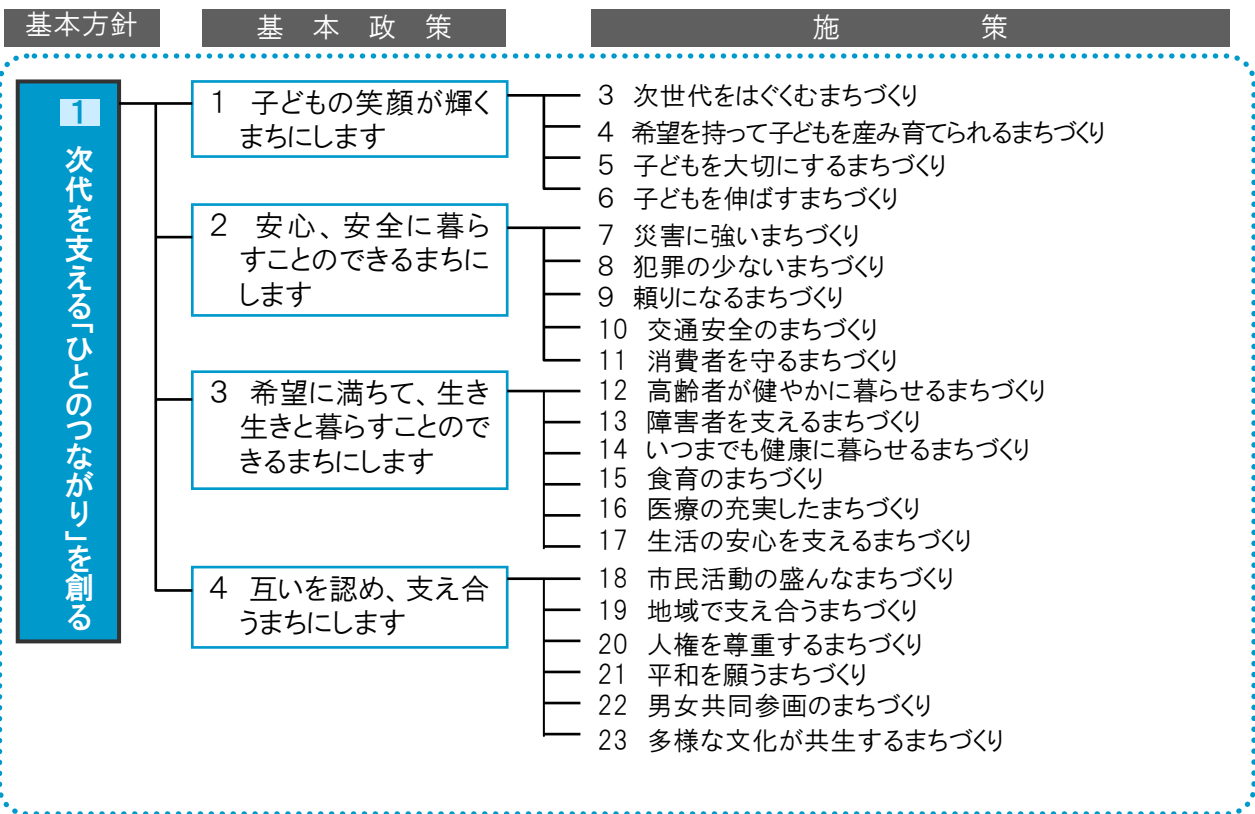 基本方針
基本政策
施策
1 次代を支える「ひとのつながり」を創る
1 子どもの笑顔が輝く
まちにします
3 次世代をはぐくむまちづくり
4 希望を持って子どもを産み育てられるまちづくり
5 子どもを大切にするまちづくり
6 子どもを伸ばすまちづくり
2 安心、安全に暮ら
すことのできるまちに
します
7 災害に強いまちづくり
8 犯罪の少ないまちづくり
9 頼りになるまちづくり
10 交通安全のまちづくり
11 消費者を守るまちづくり
3 希望に満ちて、生き
生きと暮らすことので
きるまちにします
12 高齢者が健やかに暮らせるまちづくり
13 障害者を支えるまちづくり
14 いつまでも健康に暮らせるまちづくり
15 食育のまちづくり
16 医療の充実したまちづくり
17 生活の安心を支えるまちづくり
4 互いを認め、支え合
うまちにします
18 市民活動の盛んなまちづくり
19 地域で支え合うまちづくり
20 人権を尊重するまちづくり
21 平和を願うまちづくり
22 男女共同参画のまちづくり
23 多様な文化が共生するまちづくり